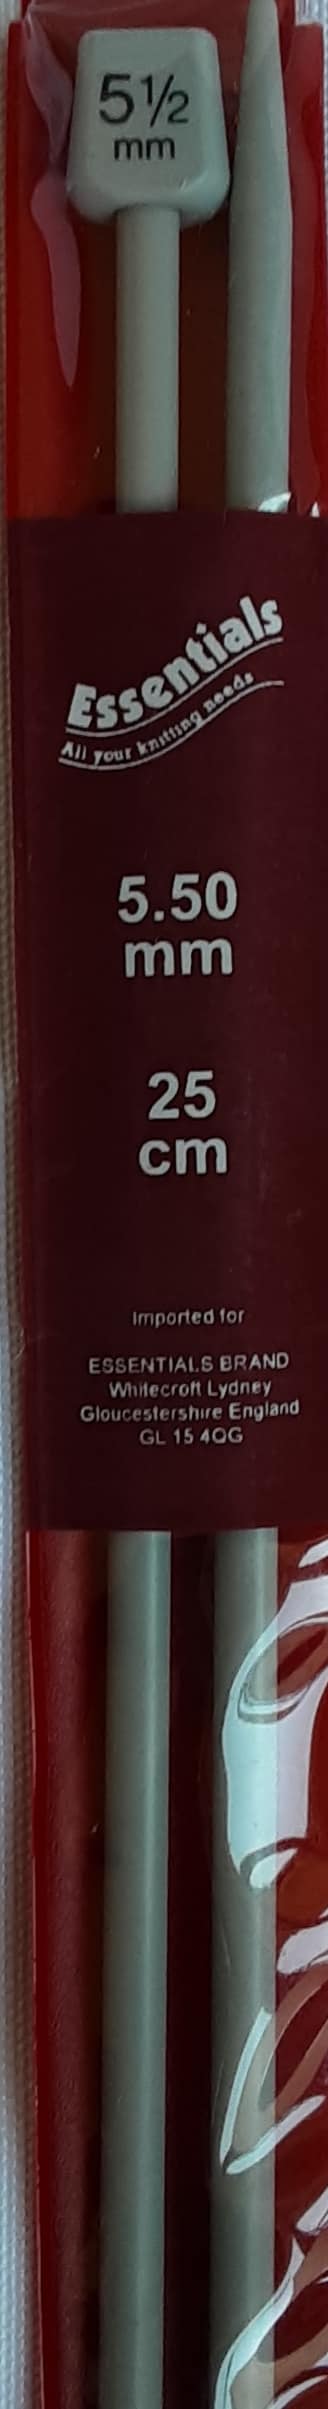 5½
mm
Essentials
All your knitting needs
5.50
mm
25
cm
Imported for
ESSENTIALS BRAND
Whitecroft Lydney
Gloucestershire England
GL 15 4QG